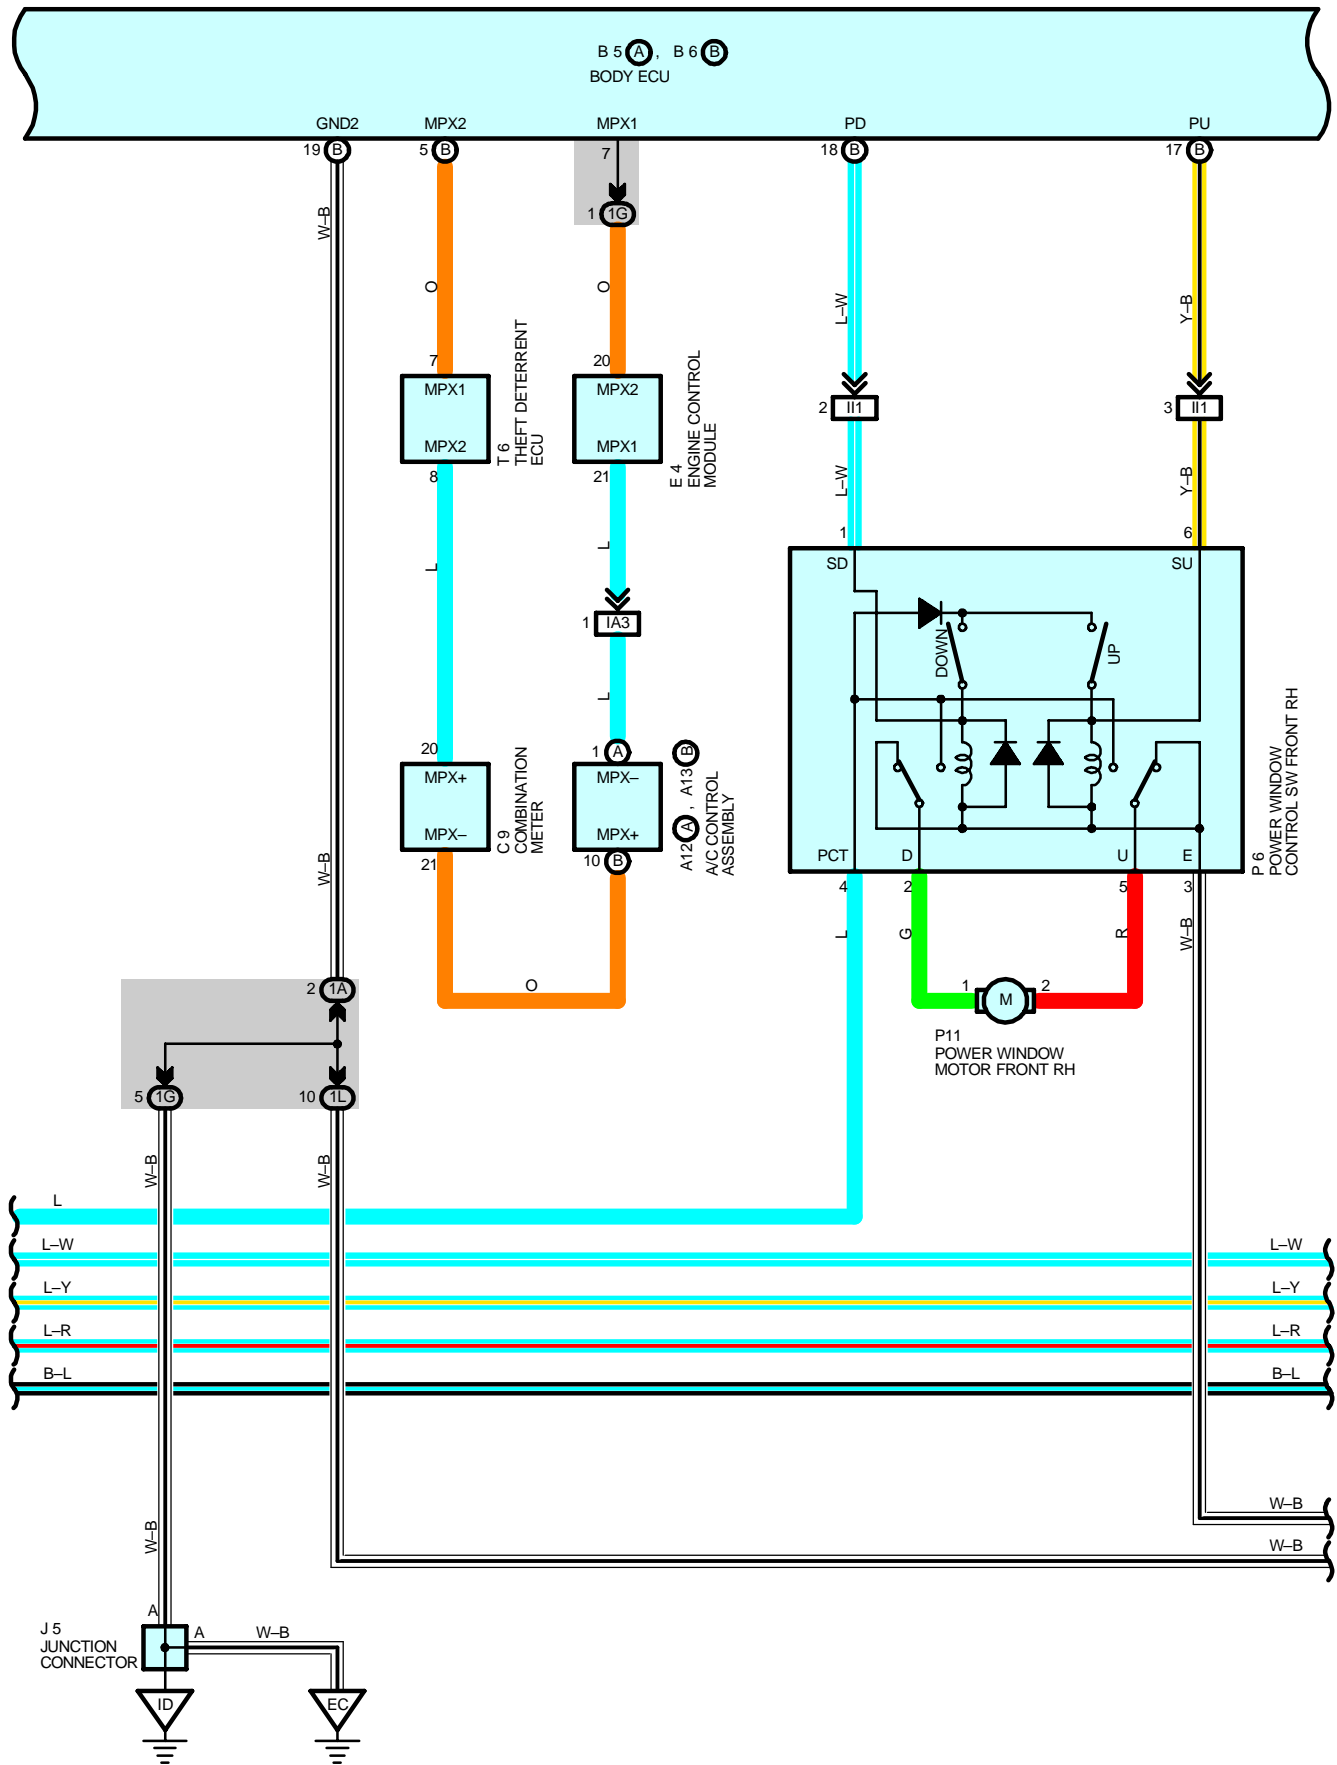 B 5 A , B 6 B
BODY ECU
GND2 MPX2 MPX1 PD PU
19 B 5 B 7 18 B 17 B
1 1G
W–B
O O L–W Y–B
7 20
MPX1 MPX2
MPX2 MPX1
8 21
T 6
THEFT DETERRENT
ECU
E 4
ENGINE CONTROL
MODULE
2 II1 3 II1
L–W Y–B
1 6
L L
SD SU
1 IA3
DOWN UP
L
20 1 A
MPX+ MPX–
MPX– MPX+
21 10 B
C 9
COMBINATION
METER
A12 A , A13 B
A/C CONTROL
ASSEMBLY
P 6
POWER WINDOW
CONTROL SW FRONT RH
W–B
PCT D U E
4 2 5 3
L G R W–B
O
2 1A
1 M 2
P11
POWER WINDOW
MOTOR FRONT RH
5 1G 10 1L
W–B W–B
L
L–W L–W
L–Y L–Y
L–R L–R
B–L B–L
W–B
W–B
W–B
A
J 5
JUNCTION
CONNECTOR
A W–B
ID EC